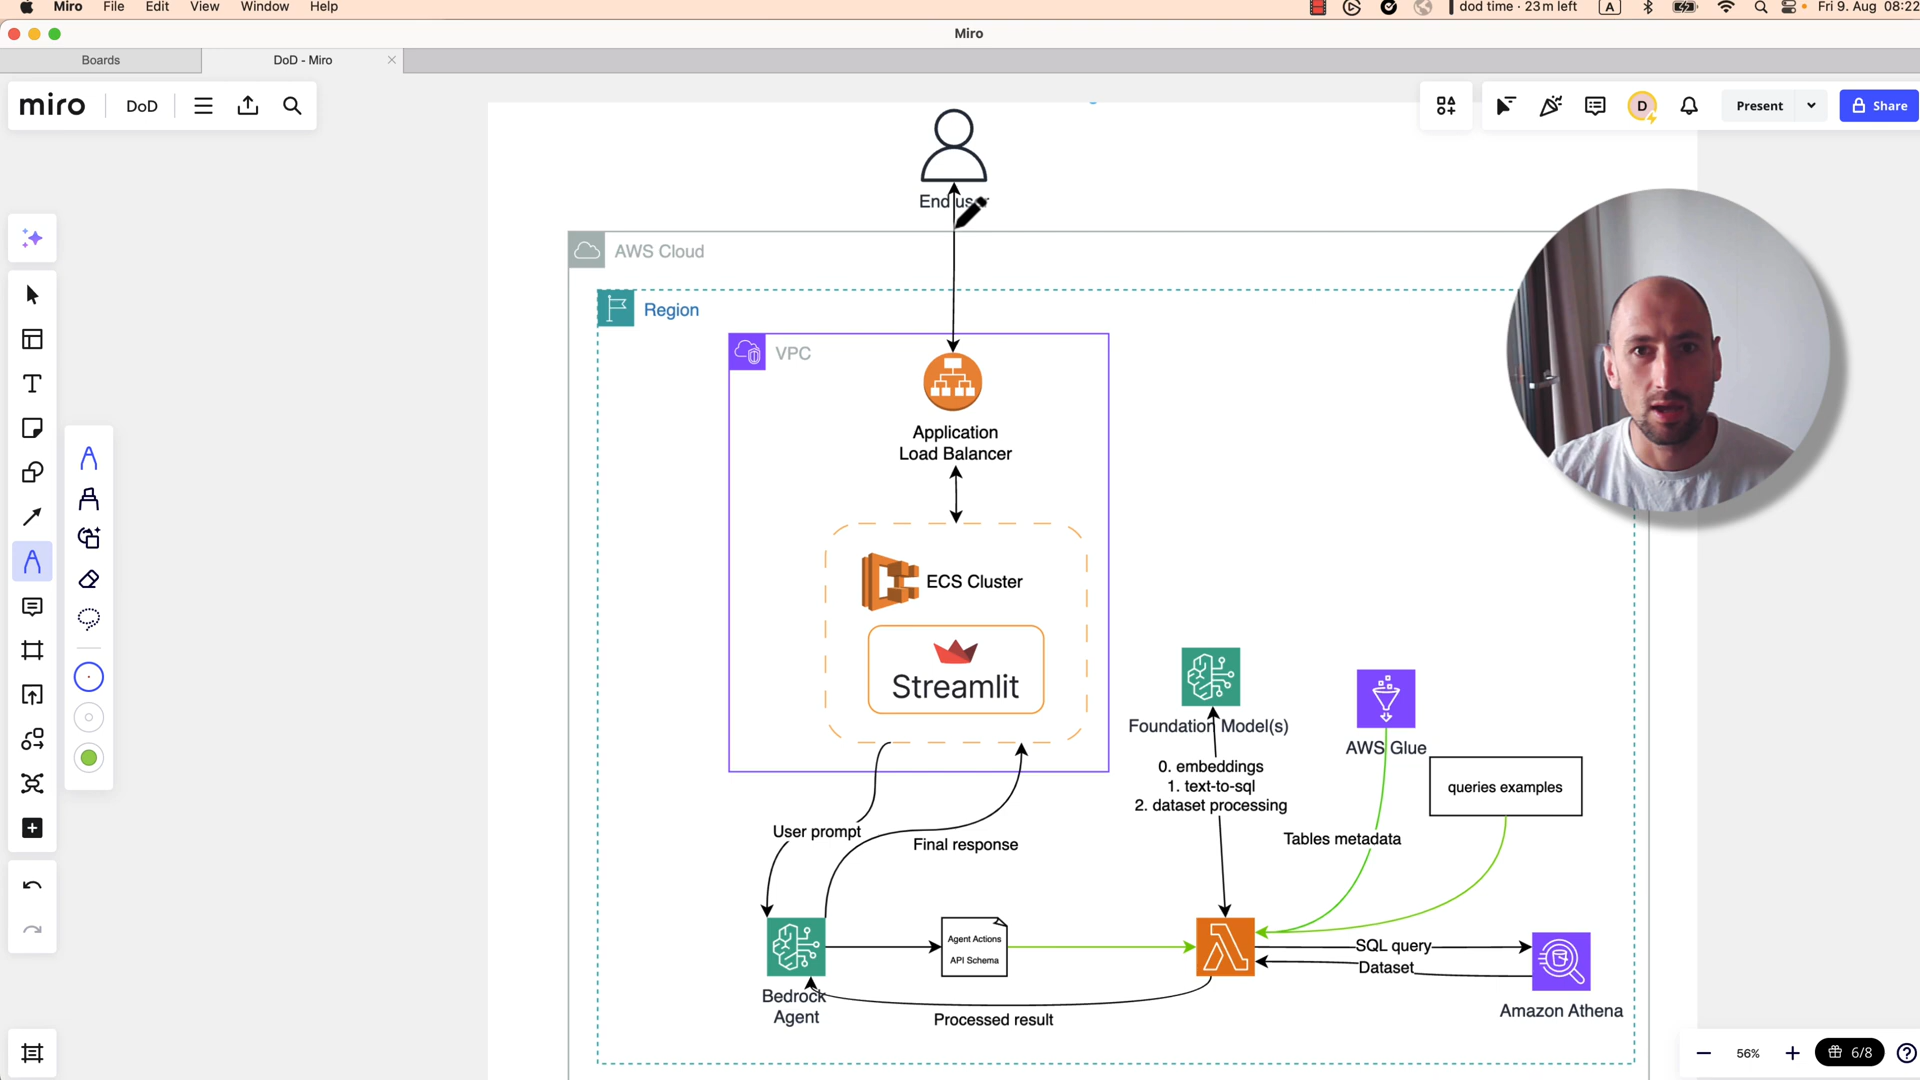 Miro File Edit View Window Help
dod time · 23 m left A Fri 9. Aug 08:22
Miro
Boards
DoD - Miro
miro DoD
D Present Share
End user
AWS Cloud
Region
VPC
Application
Load Balancer
ECS Cluster
Streamlit
Foundation Model(s)
0. embeddings
1. text-to-sql
2. dataset processing
AWS Glue
queries examples
Tables metadata
User prompt
Final response
Agent Actions
API Schema
SQL query
Dataset
Bedrock
Agent
Processed result
Amazon Athena
56% 6/8